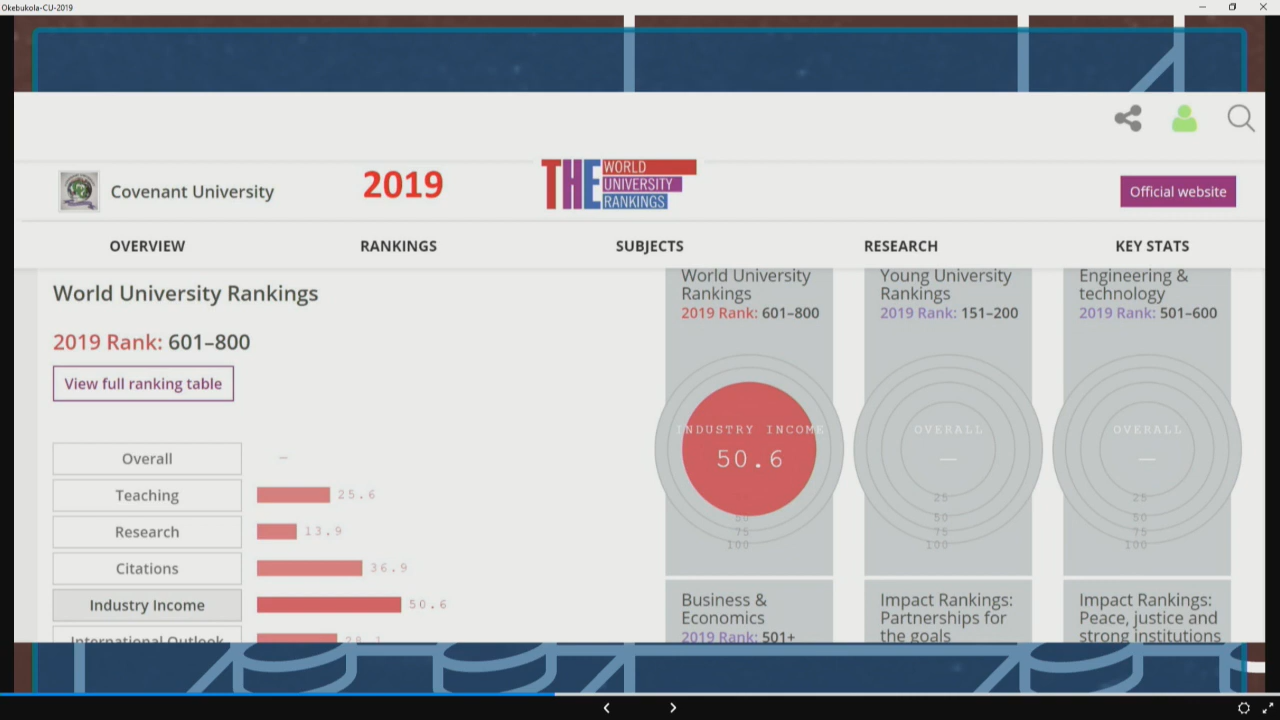 Okebukola-CU-2019
Covenant University
2019
THE WORLD UNIVERSITY RANKINGS
Official website
OVERVIEW RANKINGS SUBJECTS RESEARCH KEY STATS
World University Rankings
2019 Rank: 601–800
View full ranking table
Overall –
Teaching 25.6
Research 13.9
Citations 36.9
Industry Income 50.6
International Outlook
World University
Rankings
2019 Rank: 601–800
INDUSTRY INCOME
50.6
50
75
100
Young University
Rankings
2019 Rank: 151–200
OVERALL
—
25
50
75
100
Engineering &
technology
2019 Rank: 501–600
OVERALL
—
25
50
75
100
Business &
Economics
2019 Rank: 501+
Impact Rankings:
Partnerships for
the goals
Impact Rankings:
Peace, justice and
strong institutions